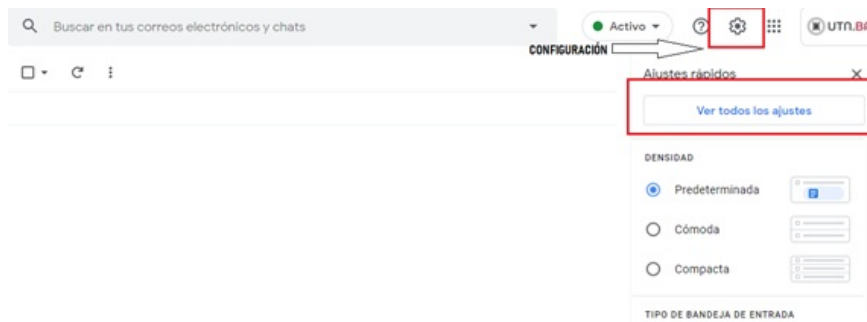 Buscar en tus correos electrónicos y chats
Activo
UTN.BA
CONFIGURACIÓN
Ajustes rápidos
Ver todos los ajustes
DENSIDAD
Predeterminada
Cómoda
Compacta
TIPO DE BANDEJA DE ENTRADA